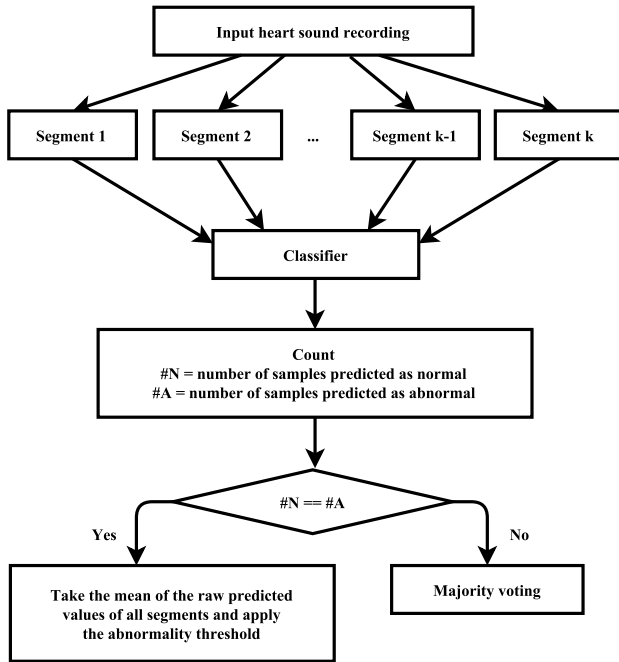 Input heart sound recording
Segment 1
Segment 2
...
Segment k-1
Segment k
Classifier
Count
#N = number of samples predicted as normal
#A = number of samples predicted as abnormal
#N == #A
Yes
No
Take the mean of the raw predicted
values of all segments and apply
the abnormality threshold
Majority voting